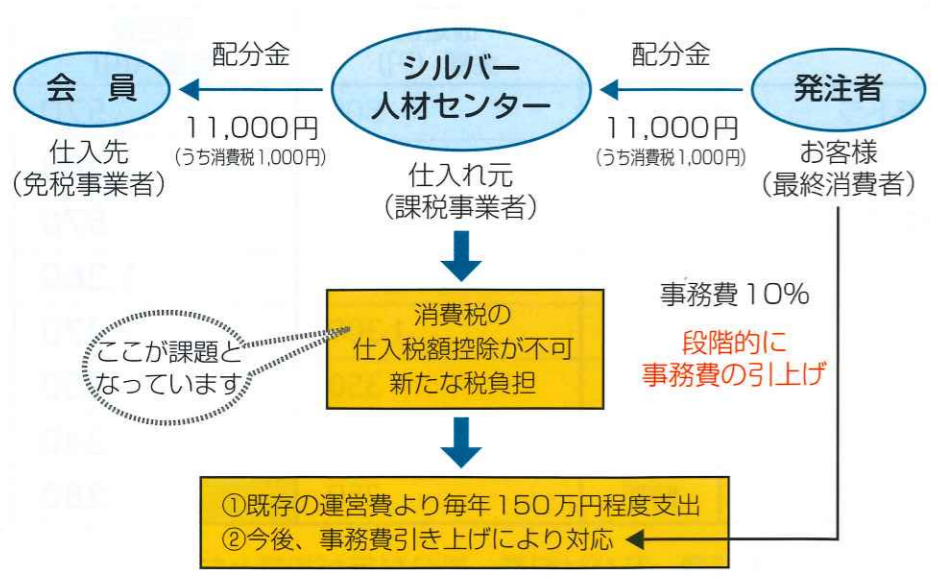 配分金
配分金
会 員
シルバー
人材センター
発注者
11,000円
(うち消費税1,000円)
11,000円
(うち消費税1,000円)
仕入先
(免税事業者)
仕入れ元
(課税事業者)
お客様
(最終消費者)
ここが課題と
なっています
消費税の
仕入税額控除が不可
新たな税負担
事務費10%
段階的に
事務費の引上げ
①既存の運営費より毎年150万円程度支出
②今後、事務費引き上げにより対応